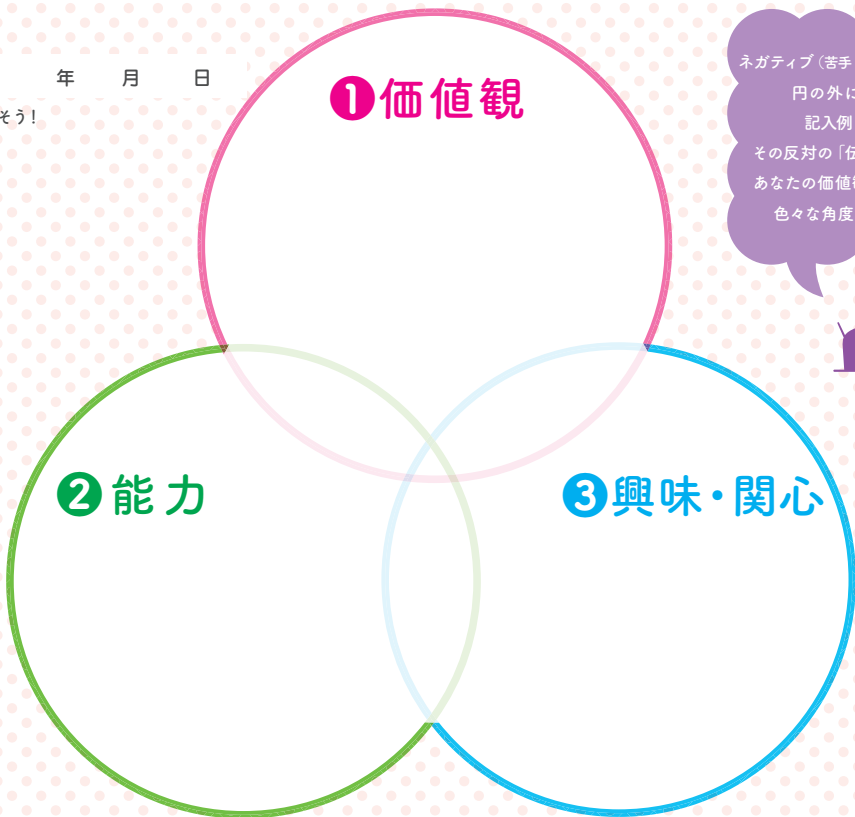 年 月 日
そう!
❶価値観
ネガティブ（苦手
円の外に
記入例
その反対の「伝
あなたの価値観
色々な角度
❷能力
❸興味・関心